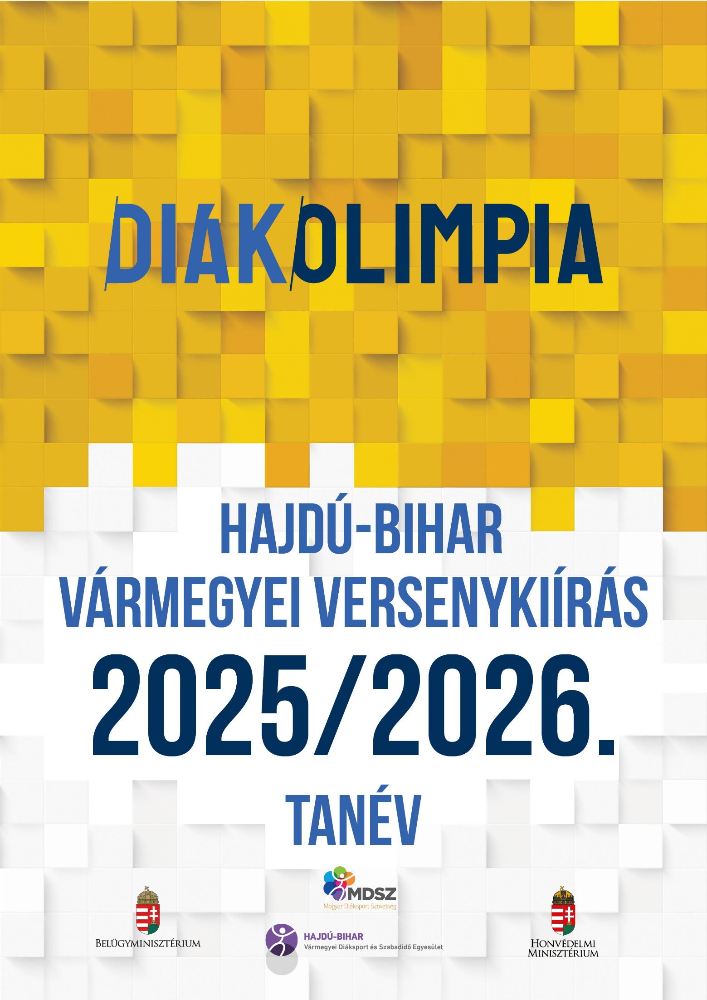 DIÁKOLIMPIA
HAJDÚ-BIHAR
VÁRMEGYEI VERSENYKIÍRÁS
2025/2026.
TANÉV
MDSZ
Magyar Diáksport Szövetség
BELÜGYMINISZTÉRIUM
HAJDÚ-BIHAR
Vármegyei Diáksport és Szabadidő Egyesület
HONVÉDELMI
MINISZTÉRIUM